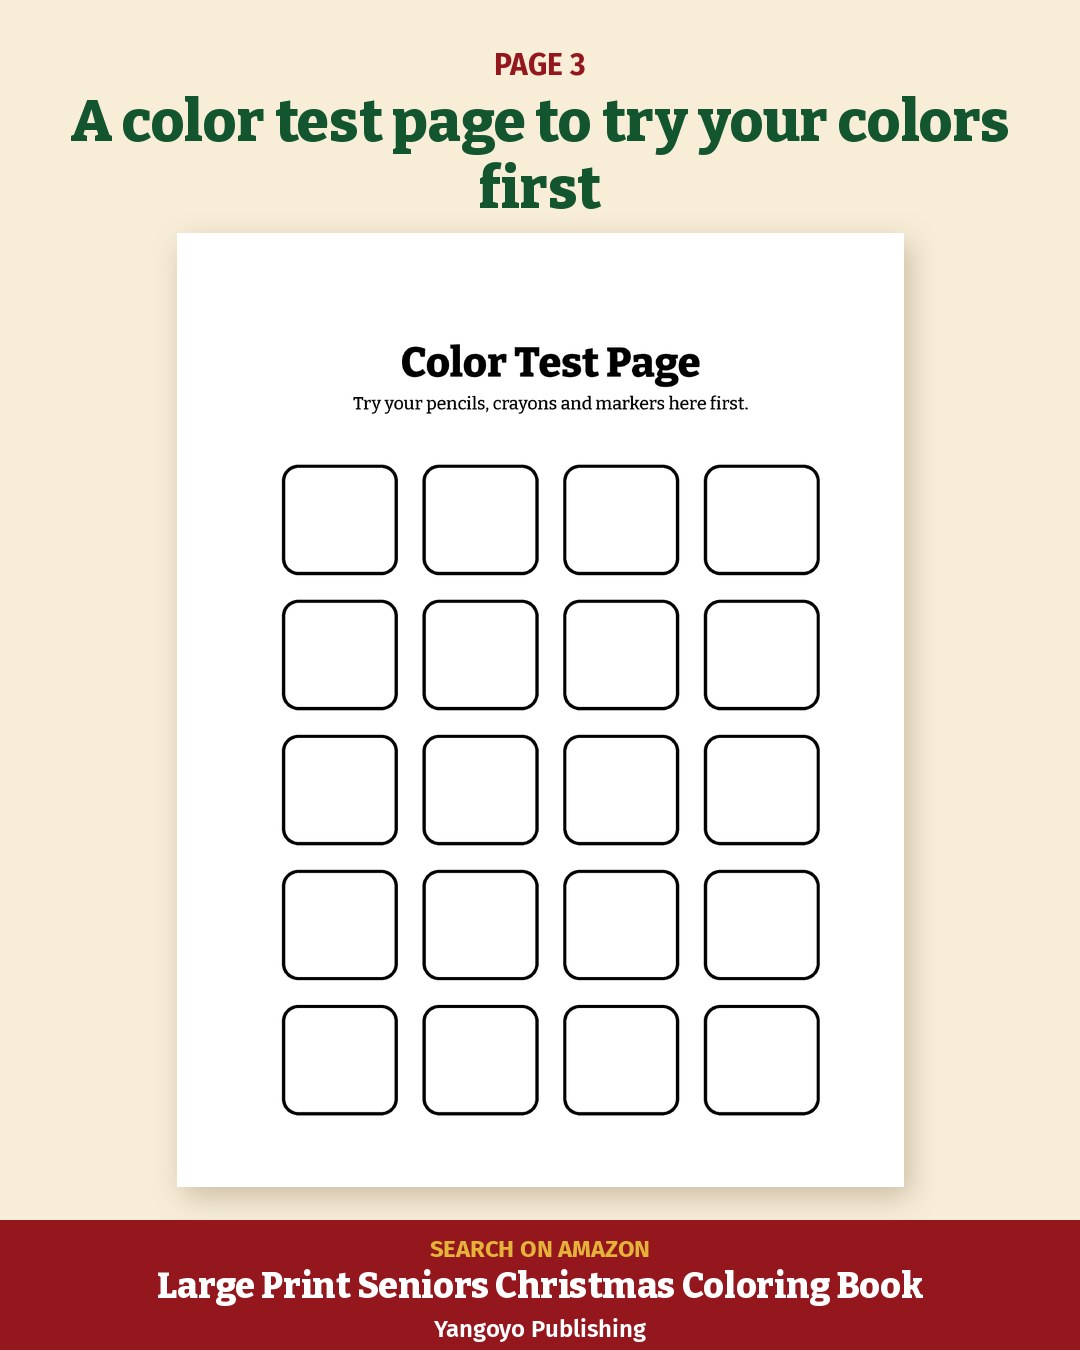 PAGE 3
A color test page to try your colors
first
Color Test Page
Try your pencils, crayons and markers here first.
SEARCH ON AMAZON
Large Print Seniors Christmas Coloring Book
Yangoyo Publishing